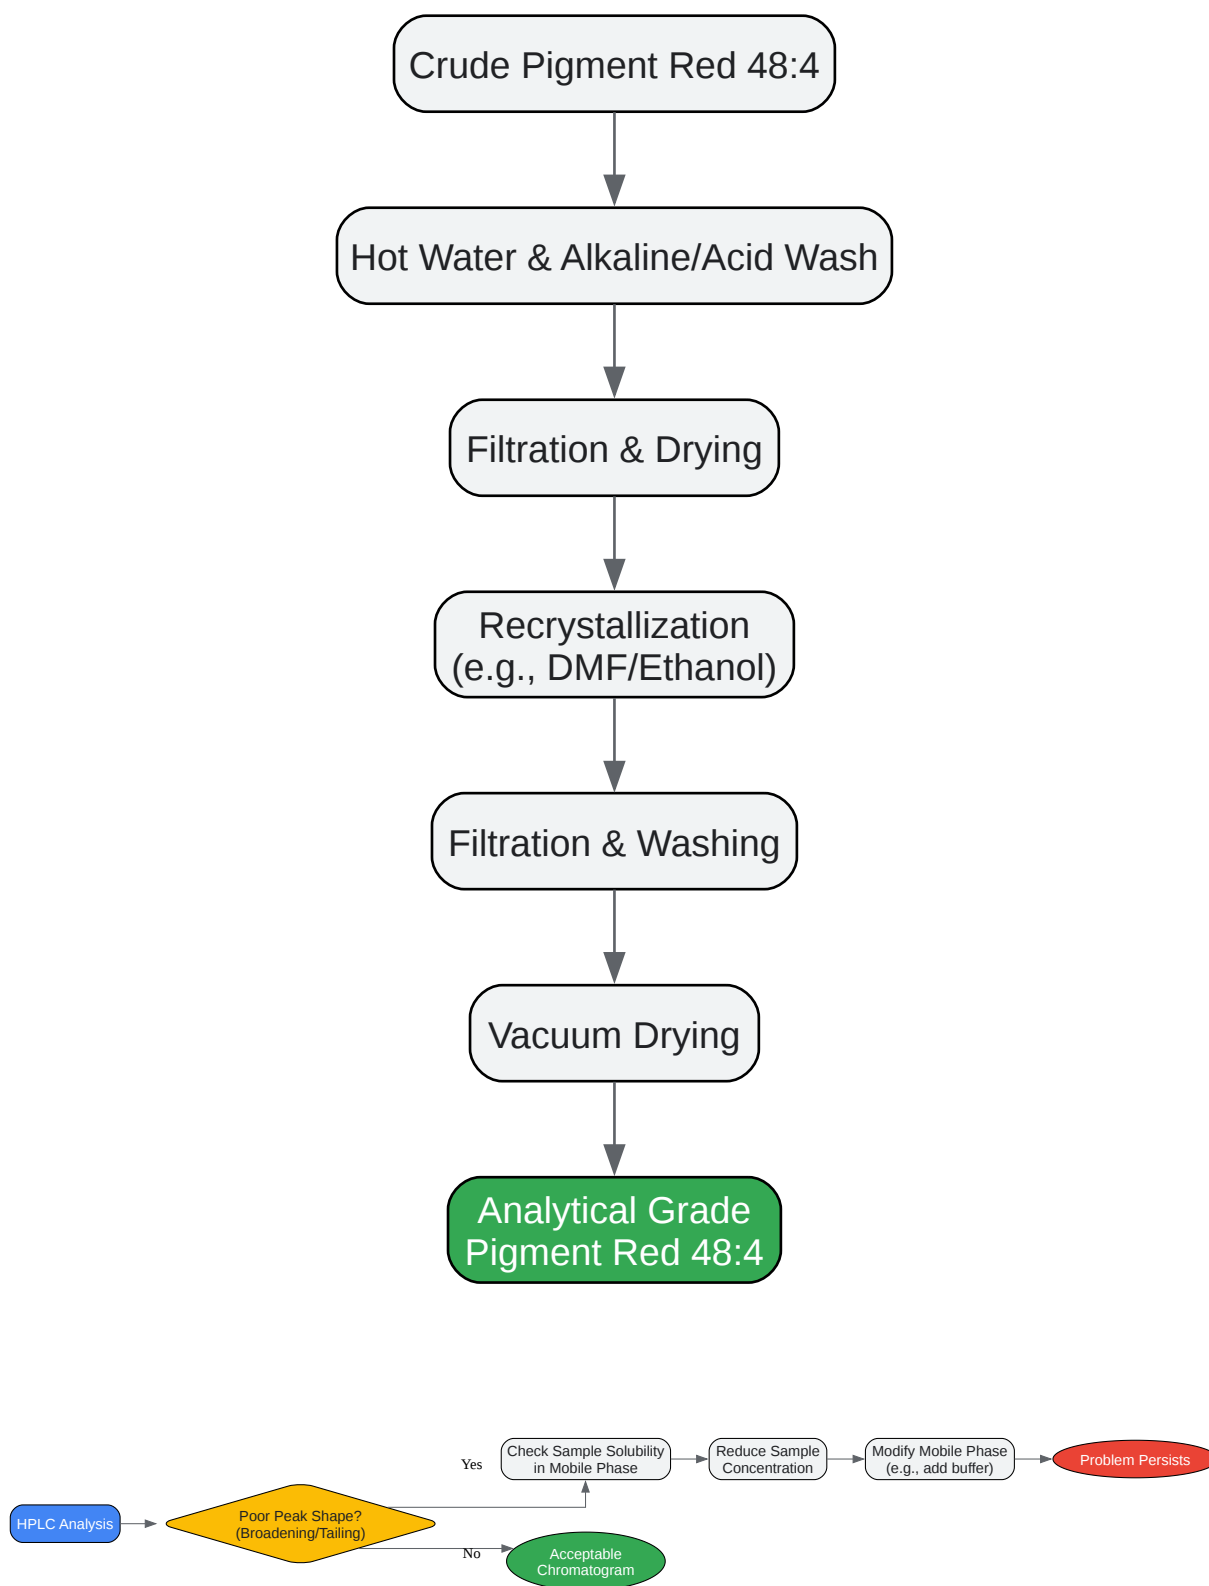 Crude Pigment Red 48:4
Hot Water & Alkaline/Acid Wash
Filtration & Drying
Recrystallization
(e.g., DMF/Ethanol)
Filtration & Washing
Vacuum Drying
Analytical Grade
Pigment Red 48:4
HPLC Analysis
Poor Peak Shape?
(Broadening/Tailing)
Yes
Check Sample Solubility
in Mobile Phase
Reduce Sample
Concentration
Modify Mobile Phase
(e.g., add buffer)
Problem Persists
No
Acceptable
Chromatogram